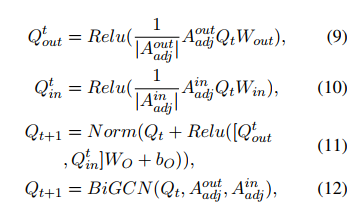 Q^t_{out} = Relu(\frac{1}{|A^{out}_{adj}|} A^{out}_{adj} Q_t W_{out}), (9)
Q^t_{in} = Relu(\frac{1}{|A^{in}_{adj}|} A^{in}_{adj} Q_t W_{in}), (10)
Q_{t+1} = Norm(Q_t + Relu([Q^t_{out}
, Q^t_{in}]W_O + b_O)), (11)
Q_{t+1} = BiGCN(Q_t, A^{out}_{adj}, A^{in}_{adj}), (12)